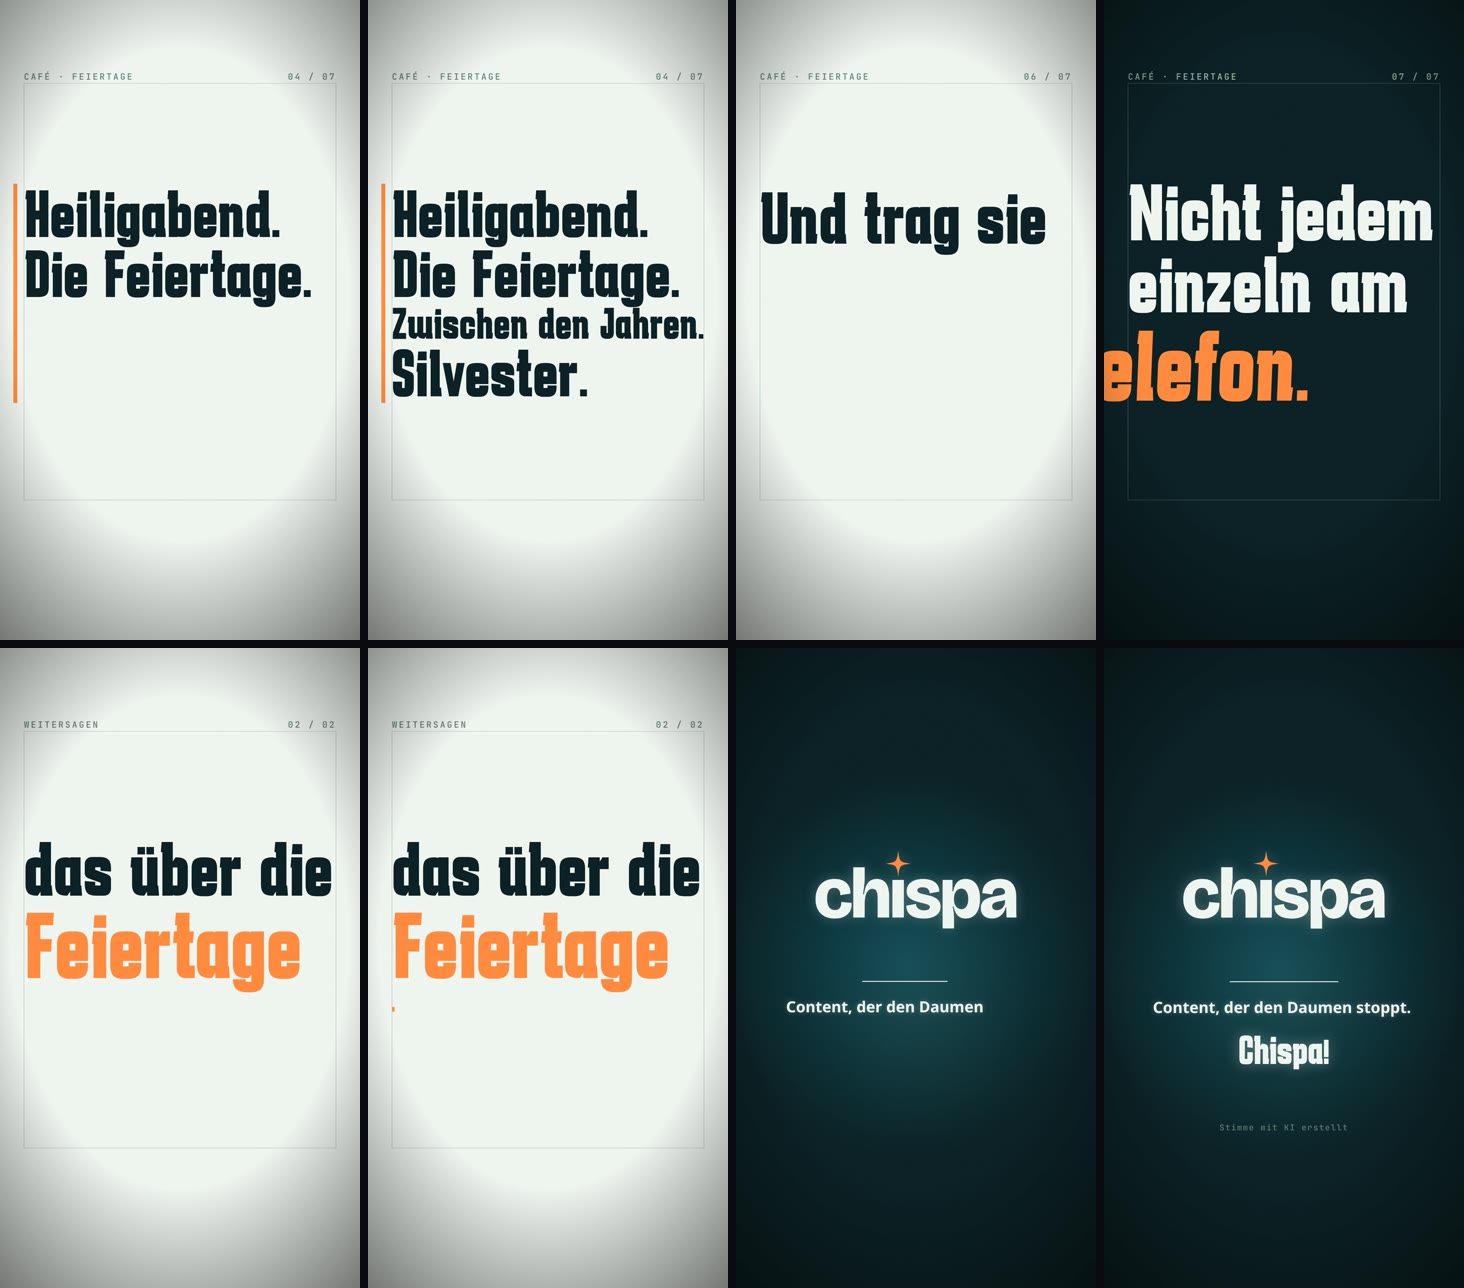 CAFÉ · FEIERTAGE 04 / 07
Heiligabend.
Die Feiertage.
CAFÉ · FEIERTAGE 04 / 07
Heiligabend.
Die Feiertage.
Zwischen den Jahren.
Silvester.
CAFÉ · FEIERTAGE 06 / 07
Und trag sie
CAFÉ · FEIERTAGE 07 / 07
Nicht jedem
einzeln am
elefon.
WEITERSAGEN 02 / 02
das über die
Feiertage
WEITERSAGEN 02 / 02
das über die
Feiertage
chispa
Content, der den Daumen
chispa
Content, der den Daumen stoppt.
Chispa!
Stimme mit KI erstellt